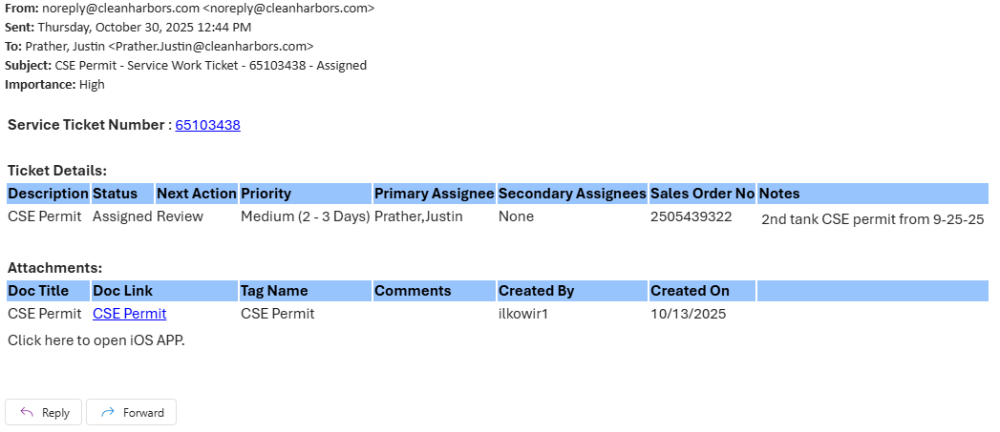 From: noreply@cleanharbors.com <noreply@cleanharbors.com>
Sent: Thursday, October 30, 2025 12:44 PM
To: Prather, Justin <Prather.Justin@cleanharbors.com>
Subject: CSE Permit - Service Work Ticket - 65103438 - Assigned
Importance: High
Service Ticket Number : 65103438
Ticket Details:
Description Status Next Action Priority Primary Assignee Secondary Assignees Sales Order No Notes
CSE Permit Assigned Review Medium (2 - 3 Days) Prather,Justin None 2505439322 2nd tank CSE permit from 9-25-25
Attachments:
Doc Title Doc Link Tag Name Comments Created By Created On
CSE Permit CSE Permit CSE Permit ilkowir1 10/13/2025
Click here to open iOS APP.
Reply Forward